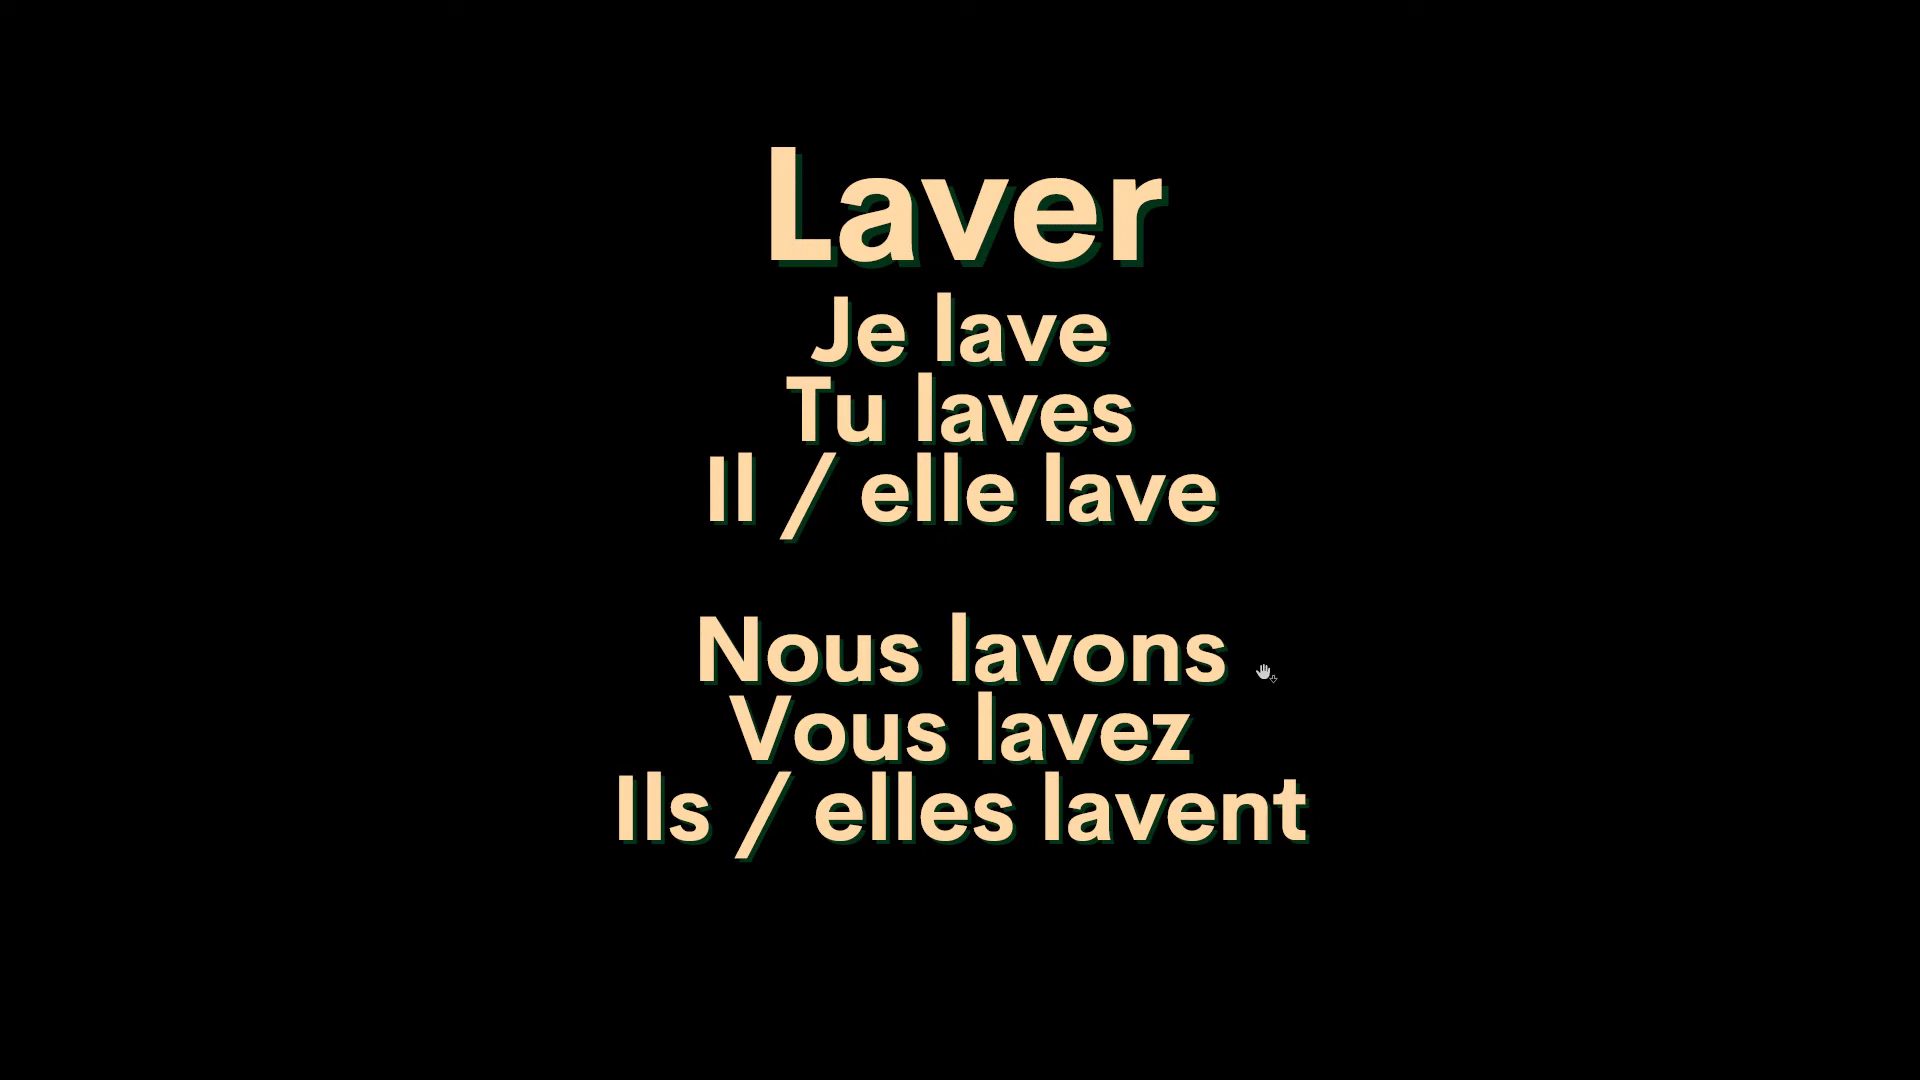 Laver
Je lave
Tu laves
Il / elle lave
Nous lavons
Vous lavez
Ils / elles lavent